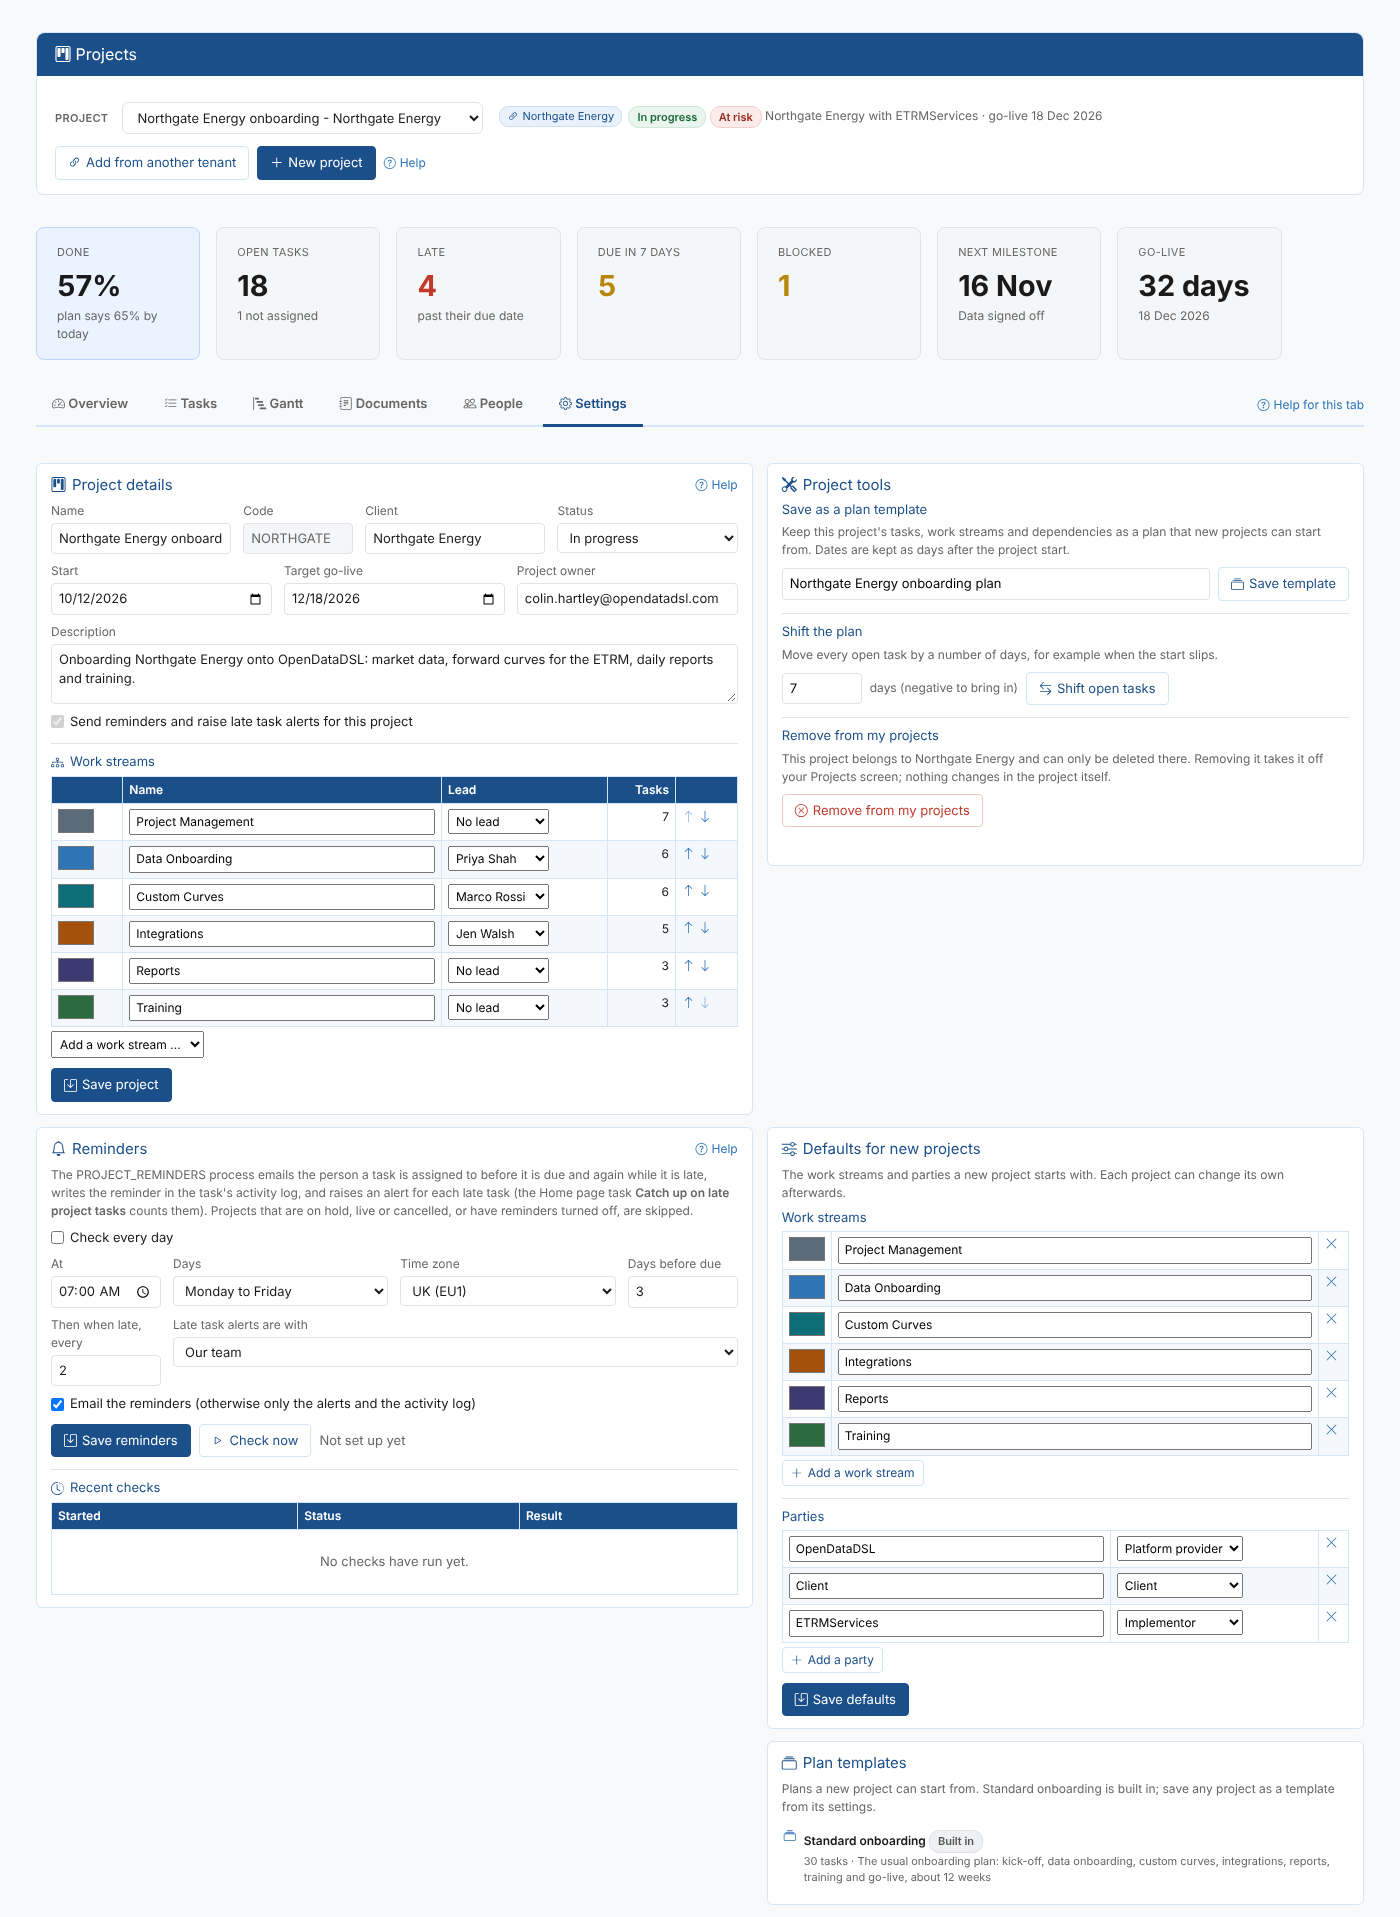 Projects
PROJECT
Northgate Energy onboarding - Northgate Energy
Northgate Energy
In progress
At risk
Northgate Energy with ETRMServices · go-live 18 Dec 2026
Add from another tenant
New project
Help
DONE
57%
plan says 65% by
today
OPEN TASKS
18
1 not assigned
LATE
4
past their due date
DUE IN 7 DAYS
5
BLOCKED
1
NEXT MILESTONE
16 Nov
Data signed off
GO-LIVE
32 days
18 Dec 2026
Overview
Tasks
Gantt
Documents
People
Settings
Help for this tab
Project details
Help
Name
Code
Client
Status
Northgate Energy onboard
NORTHGATE
Northgate Energy
In progress
Start
Target go-live
Project owner
10/12/2026
12/18/2026
colin.hartley@opendatadsl.com
Description
Onboarding Northgate Energy onto OpenDataDSL: market data, forward curves for the ETRM, daily reports
and training.
Send reminders and raise late task alerts for this project
Work streams
Name
Lead
Tasks
Project Management
No lead
7
Data Onboarding
Priya Shah
6
Custom Curves
Marco Rossi
6
Integrations
Jen Walsh
5
Reports
No lead
3
Training
No lead
3
Add a work stream ...
Save project
Project tools
Save as a plan template
Keep this project's tasks, work streams and dependencies as a plan that new projects can start
from. Dates are kept as days after the project start.
Northgate Energy onboarding plan
Save template
Shift the plan
Move every open task by a number of days, for example when the start slips.
7
days (negative to bring in)
Shift open tasks
Remove from my projects
This project belongs to Northgate Energy and can only be deleted there. Removing it takes it off
your Projects screen; nothing changes in the project itself.
Remove from my projects
Reminders
Help
The PROJECT_REMINDERS process emails the person a task is assigned to before it is due and again while it is late,
writes the reminder in the task's activity log, and raises an alert for each late task (the Home page task Catch up on late
project tasks counts them). Projects that are on hold, live or cancelled, or have reminders turned off, are skipped.
Check every day
At
Days
Time zone
Days before due
07:00 AM
Monday to Friday
UK (EU1)
3
Then when late,
every
Late task alerts are with
2
Our team
Email the reminders (otherwise only the alerts and the activity log)
Save reminders
Check now
Not set up yet
Recent checks
Started
Status
Result
No checks have run yet.
Defaults for new projects
The work streams and parties a new project starts with. Each project can change its own
afterwards.
Work streams
Project Management
Data Onboarding
Custom Curves
Integrations
Reports
Training
Add a work stream
Parties
OpenDataDSL
Platform provider
Client
Client
ETRMServices
Implementor
Add a party
Save defaults
Plan templates
Plans a new project can start from. Standard onboarding is built in; save any project as a template
from its settings.
Standard onboarding
Built in
30 tasks · The usual onboarding plan: kick-off, data onboarding, custom curves, integrations, reports,
training and go-live, about 12 weeks